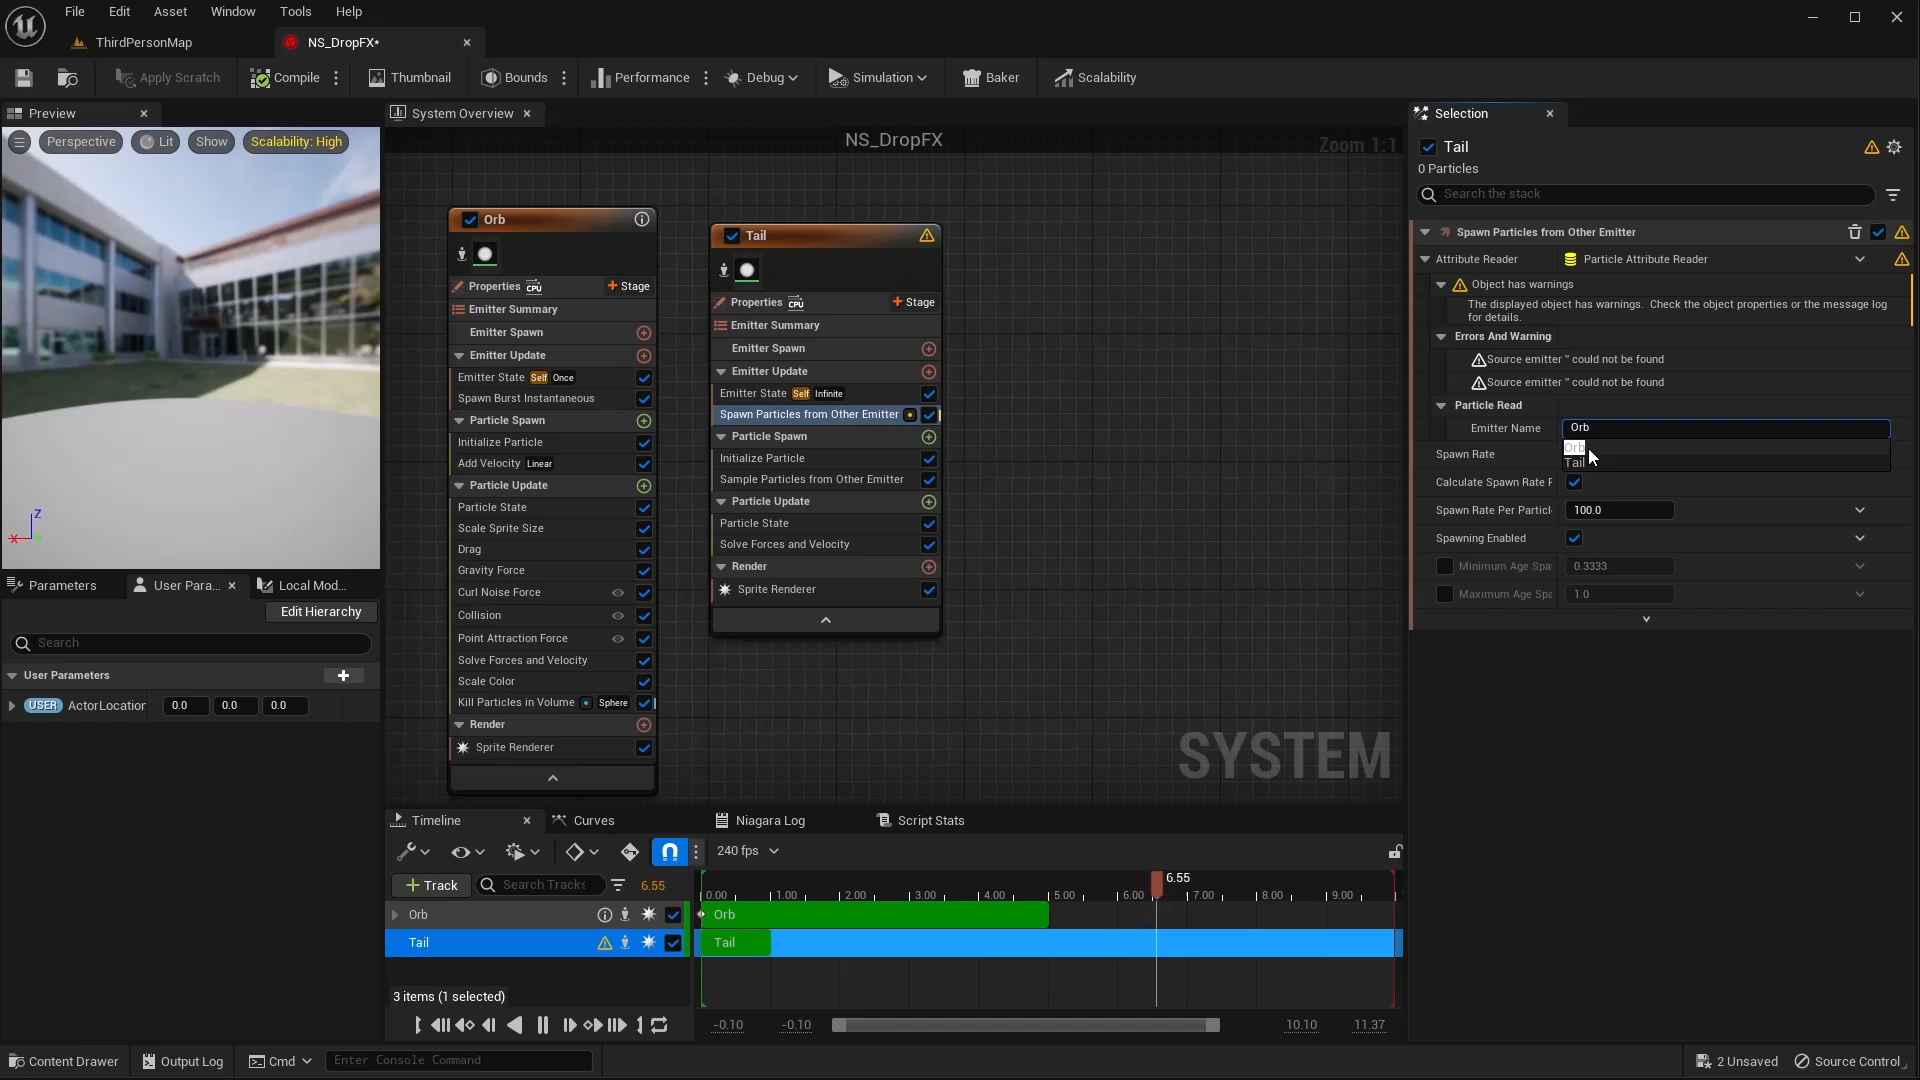 File Edit Asset Window Tools Help
ThirdPersonMap
NS_DropFX*
Apply Scratch
Compile
Thumbnail
Bounds
Performance
Debug
Simulation
Baker
Scalability
Preview
Perspective
Lit
Show
Scalability: High
Z
X
Y
Parameters
User Para...
Local Mod...
Edit Hierarchy
Search
User Parameters
USER ActorLocation 0.0 0.0 0.0
System Overview
NS_DropFX
Zoom 1:1
Orb
Properties CPU Stage
Emitter Summary
Emitter Spawn
Emitter Update
Emitter State Self Once
Spawn Burst Instantaneous
Particle Spawn
Initialize Particle
Add Velocity Linear
Particle Update
Particle State
Scale Sprite Size
Drag
Gravity Force
Curl Noise Force
Collision
Point Attraction Force
Solve Forces and Velocity
Scale Color
Kill Particles in Volume Sphere
Render
Sprite Renderer
Tail
Properties CPU Stage
Emitter Summary
Emitter Spawn
Emitter Update
Emitter State Self Infinite
Spawn Particles from Other Emitter
Particle Spawn
Initialize Particle
Sample Particles from Other Emitter
Particle Update
Particle State
Solve Forces and Velocity
Render
Sprite Renderer
SYSTEM
Timeline
Curves
Niagara Log
Script Stats
240 fps
Track
Search Tracks
6.55
Orb
Tail
3 items (1 selected)
6.55
0.00 1.00 2.00 3.00 4.00 5.00 6.00 7.00 8.00 9.00
Orb
Tail
-0.10 -0.10 10.10 11.37
Selection
Tail
0 Particles
Search the stack
Spawn Particles from Other Emitter
Attribute Reader Particle Attribute Reader
Object has warnings
The displayed object has warnings. Check the object properties or the message log
for details.
Errors And Warning
Source emitter '' could not be found
Source emitter '' could not be found
Particle Read
Emitter Name Orb
Orb
Tail
Spawn Rate
Calculate Spawn Rate F
Spawn Rate Per Particle 100.0
Spawning Enabled
Minimum Age Spa 0.3333
Maximum Age Spa 1.0
Content Drawer
Output Log
Cmd
Enter Console Command
2 Unsaved
Source Control